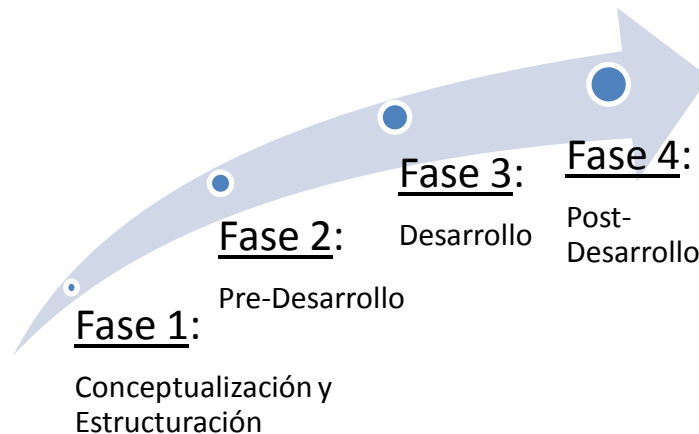 Fase 1:
Conceptualización y
Estructuración
Fase 2:
Pre-Desarrollo
Fase 3:
Desarrollo
Fase 4:
Post-
Desarrollo